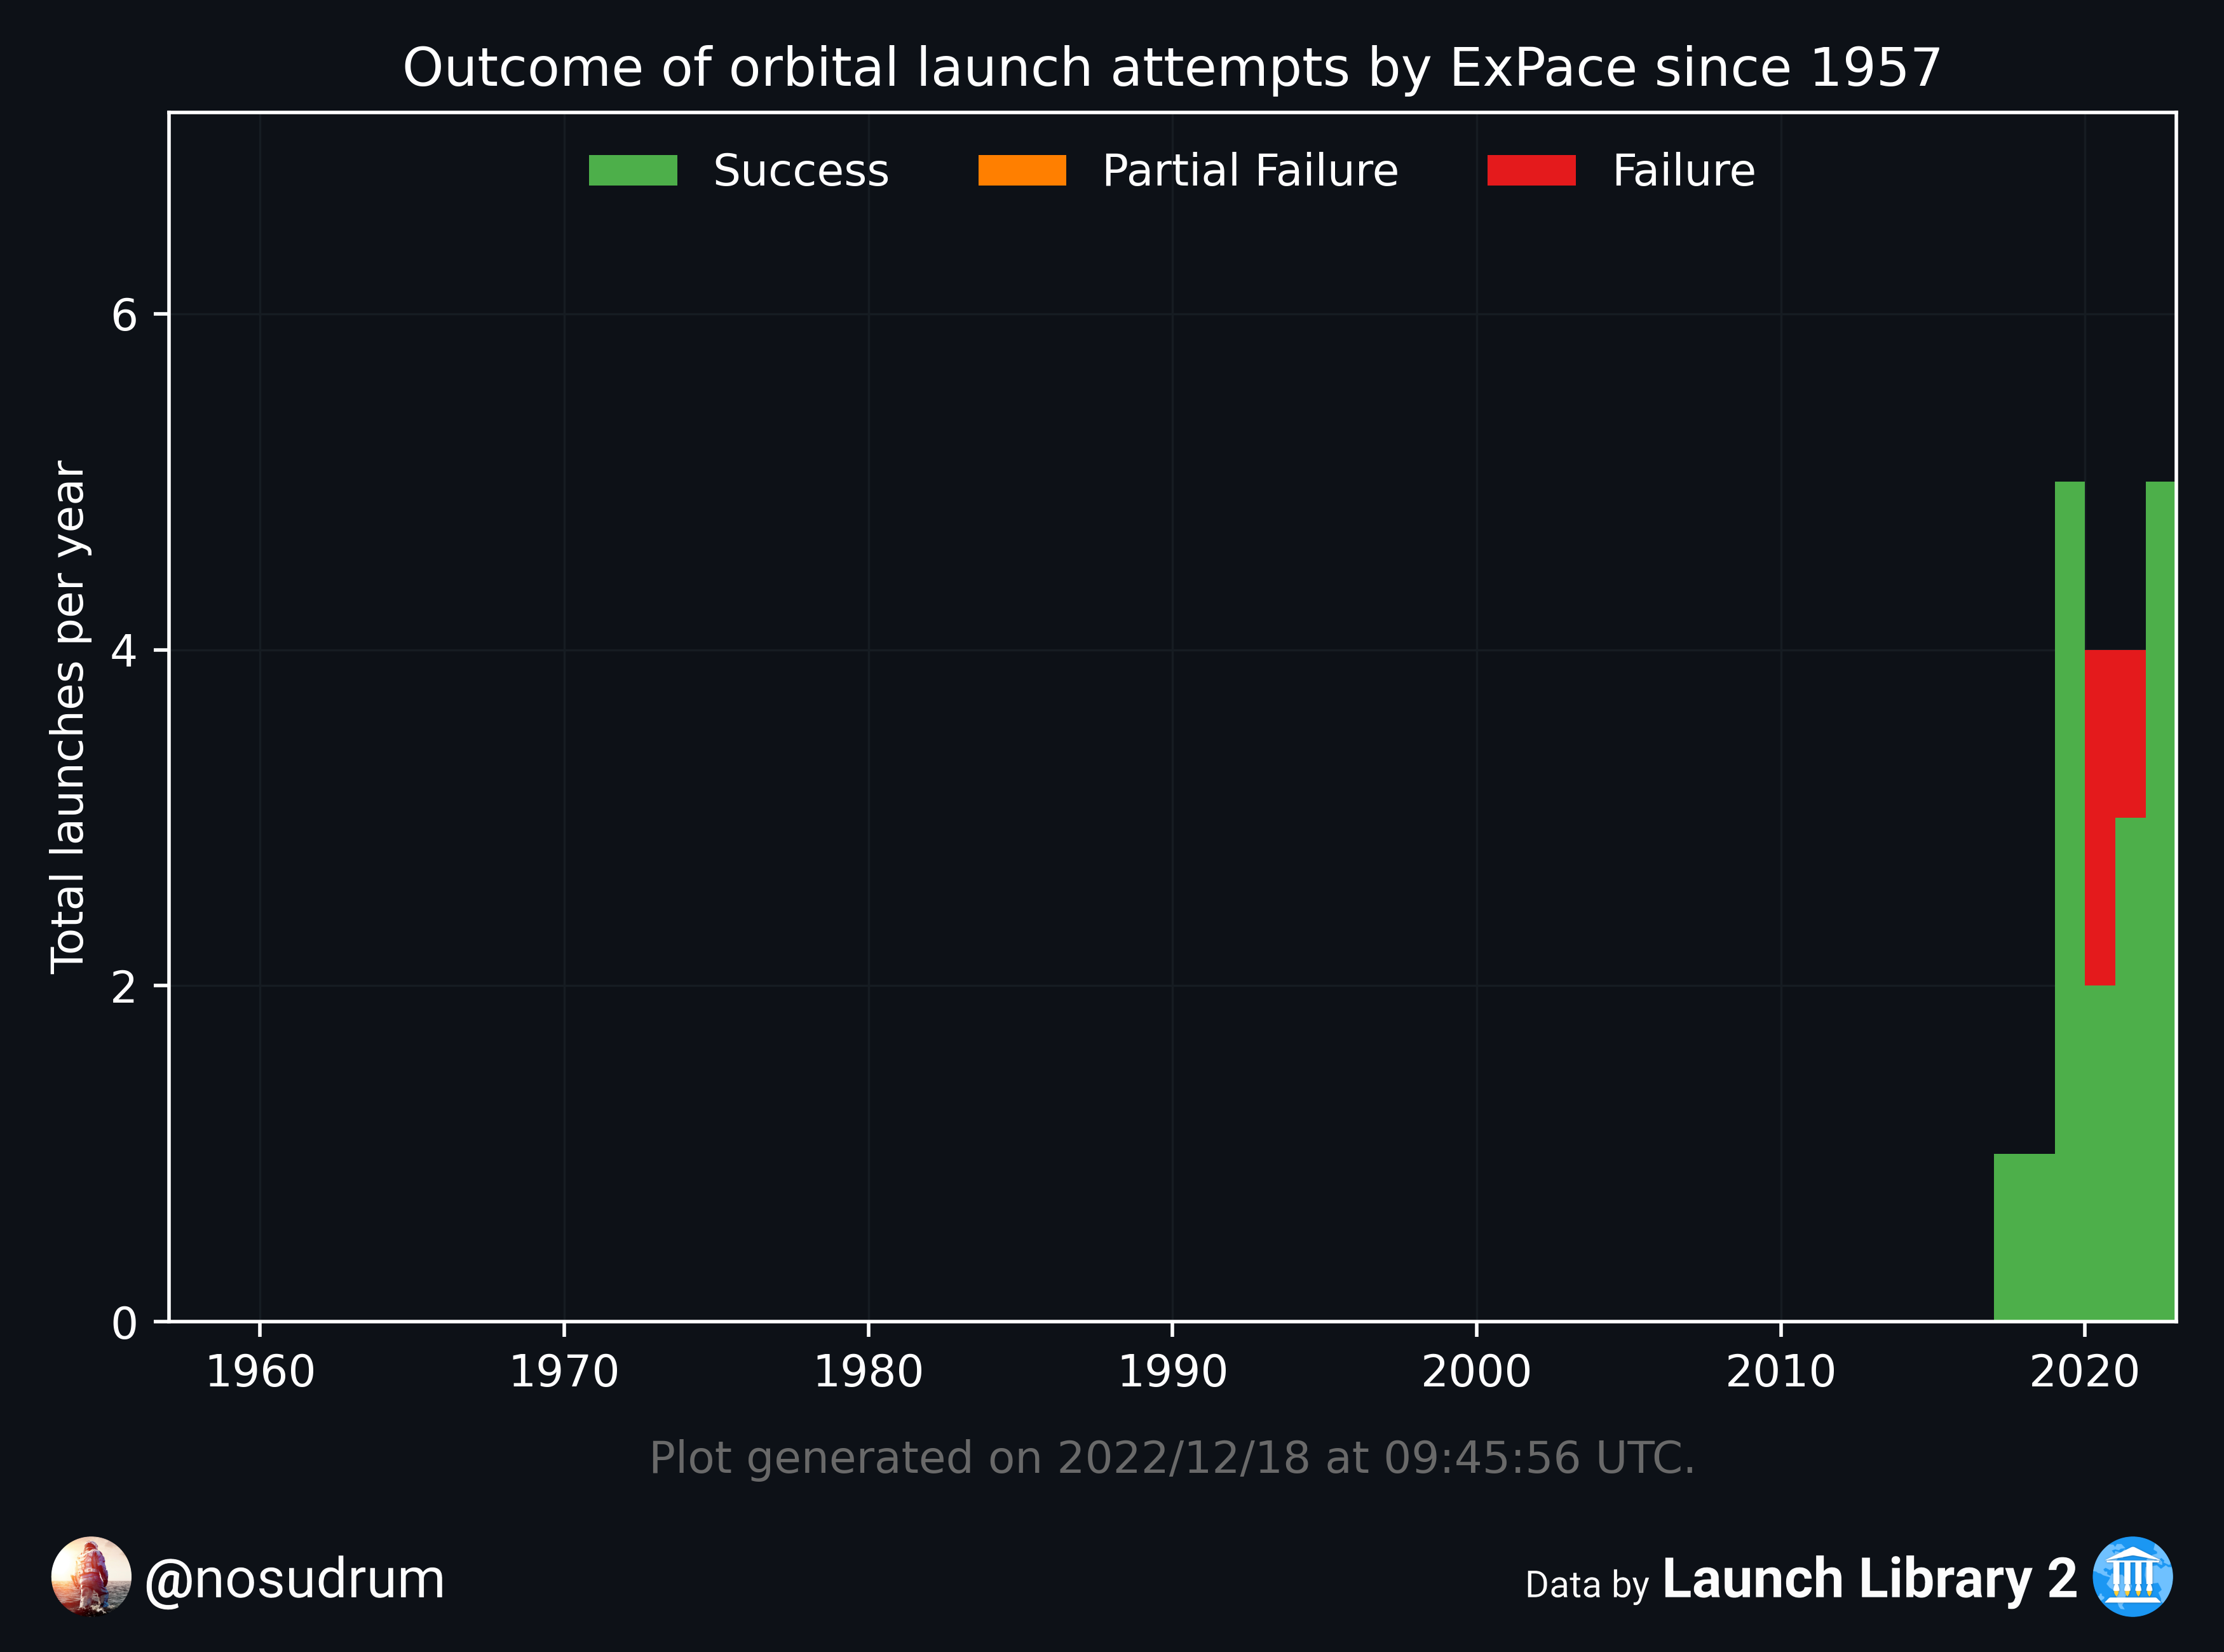 Outcome of orbital launch attempts by ExPace since 1957
Success Partial Failure Failure
Total launches per year
6
4
2
0
1960 1970 1980 1990 2000 2010 2020
Plot generated on 2022/12/18 at 09:45:56 UTC.
@nosudrum
Data by Launch Library 2